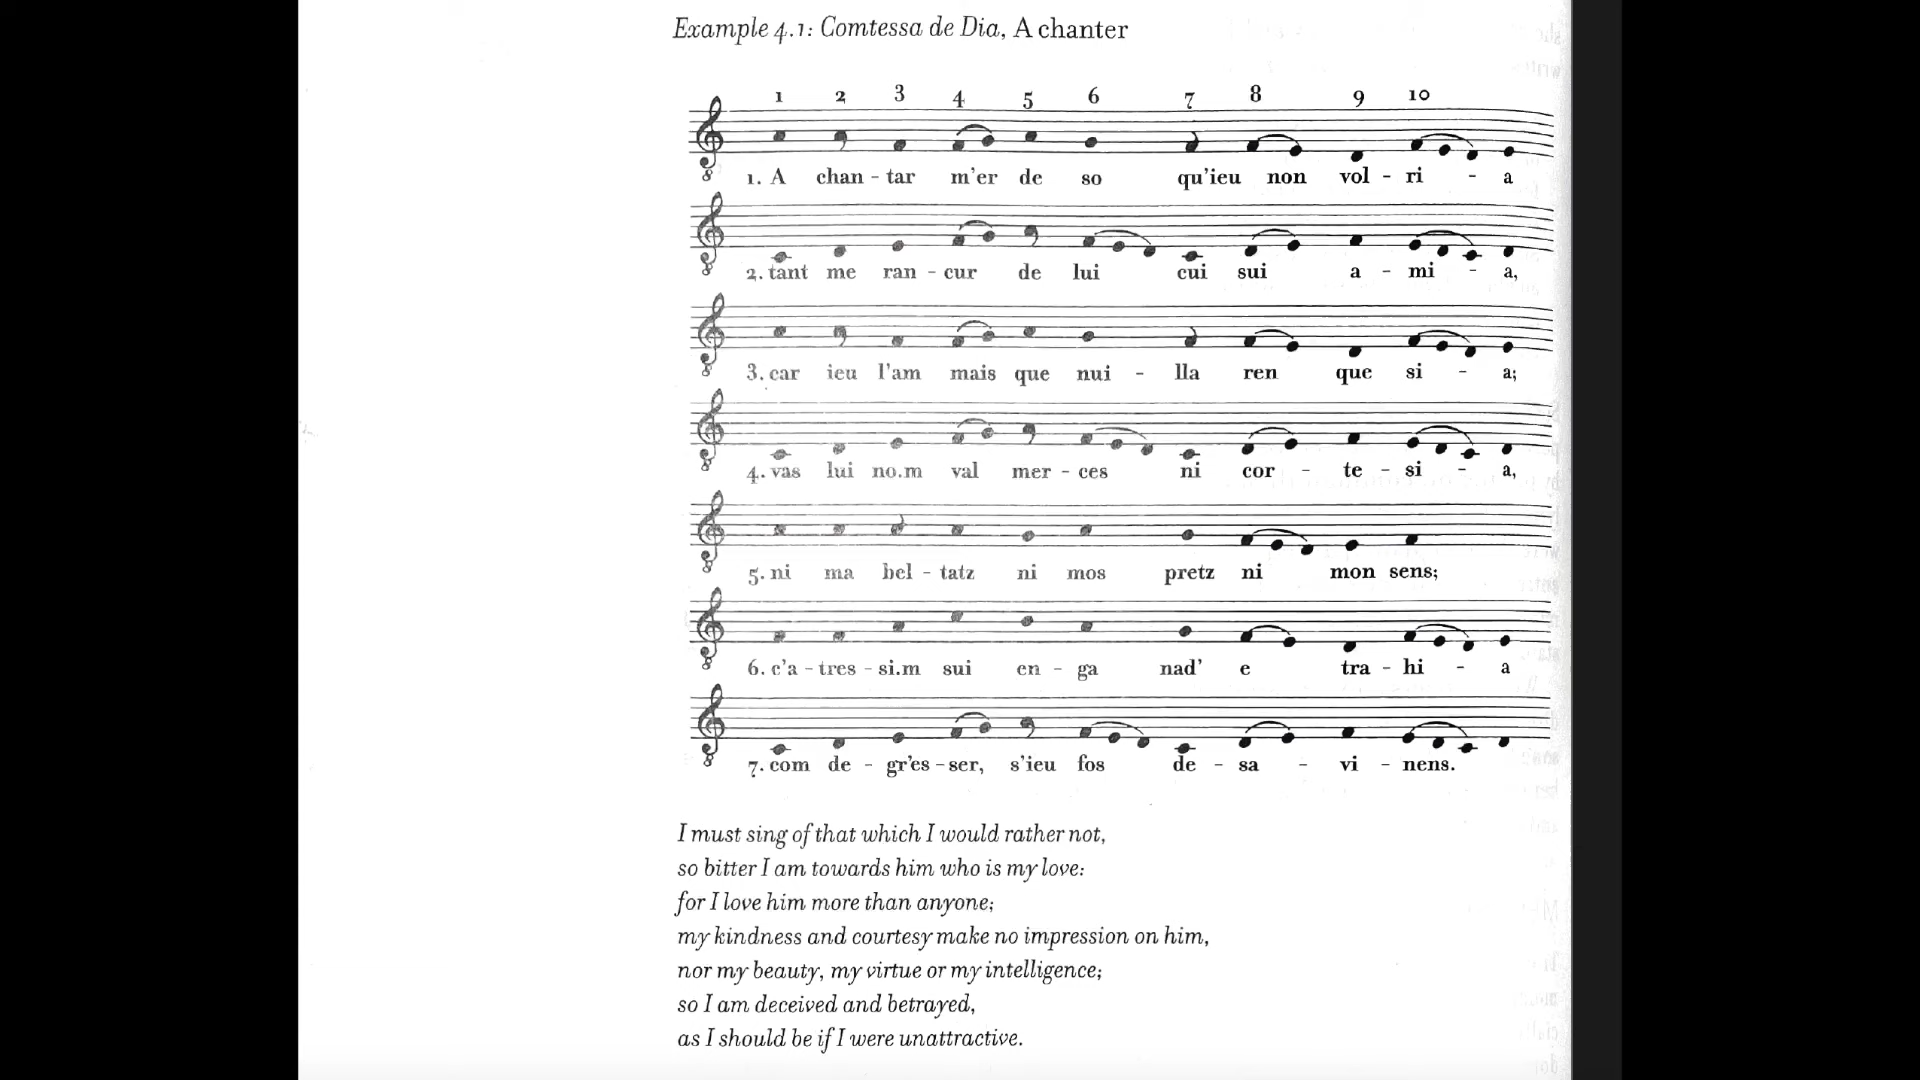 Example 4.1: Comtessa de Dia, A chanter
1 2 3 4 5 6 7 8 9 10
1. A chan - tar m'er de so qu'ieu non vol - ri - a
2. tant me ran - cur de lui cui sui a - mi - a,
3. car ieu l'am mais que nui - lla ren que si - a;
4. vas lui no.m val mer - ces ni cor - te - si - a,
5. ni ma bel - tatz ni mos pretz ni mon sens;
6. c'a - tres - si.m sui en - ga nad' e tra - hi - a
7. com de - gr'es - ser, s'ieu fos de - sa - vi - nens.
I must sing of that which I would rather not,
so bitter I am towards him who is my love:
for I love him more than anyone;
my kindness and courtesy make no impression on him,
nor my beauty, my virtue or my intelligence;
so I am deceived and betrayed,
as I should be if I were unattractive.